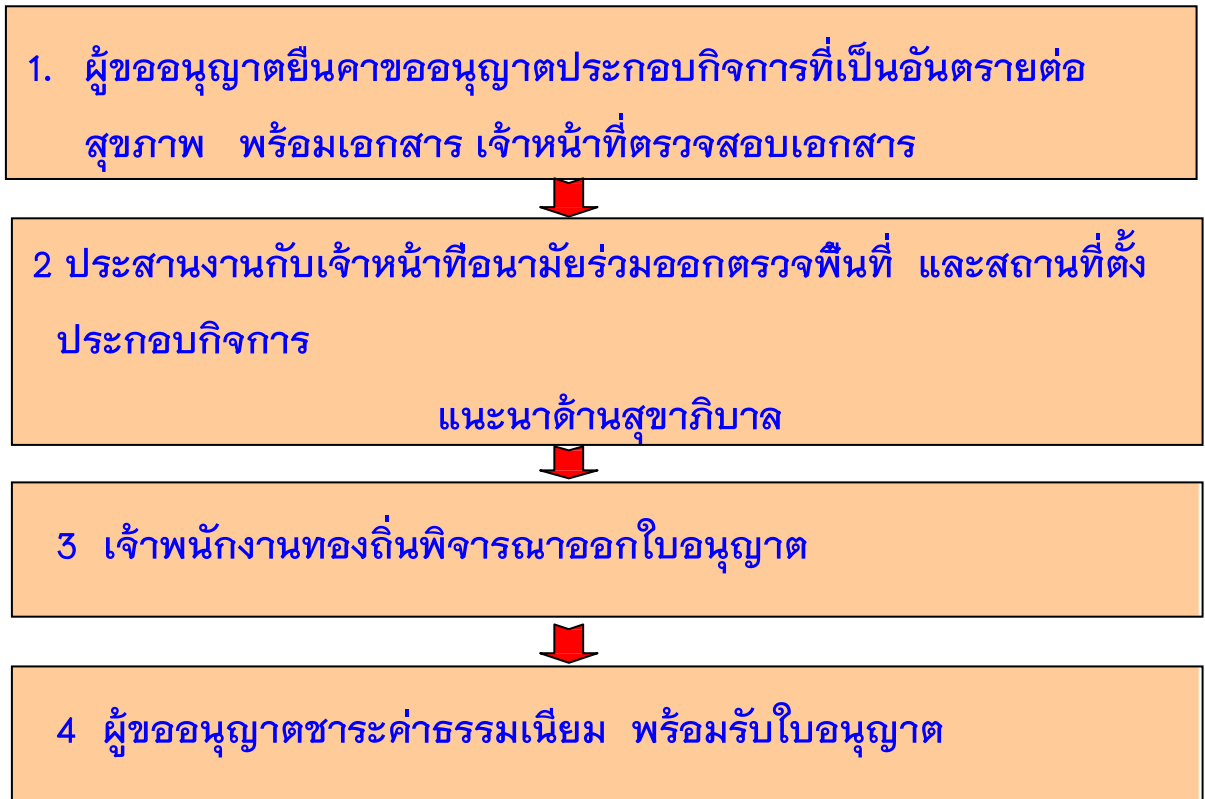 1. ผู้ขออนุญาตยืนคาขออนุญาตประกอบกิจการที่เป็นอันตรายต่อ
สุขภาพ พร้อมเอกสาร เจ้าหน้าที่ตรวจสอบเอกสาร
2 ประสานงานกับเจ้าหน้าทีอนามัยร่วมออกตรวจพืนที่ และสถานที่ตั้ง
ประกอบกิจการ
แนะนาด้านสุขาภิบาล
3 เจ้าพนักงานทองถิ่นพิจารณาออกใบอนุญาต
4 ผู้ขออนุญาตชาระค่าธรรมเนียม พร้อมรับใบอนุญาต